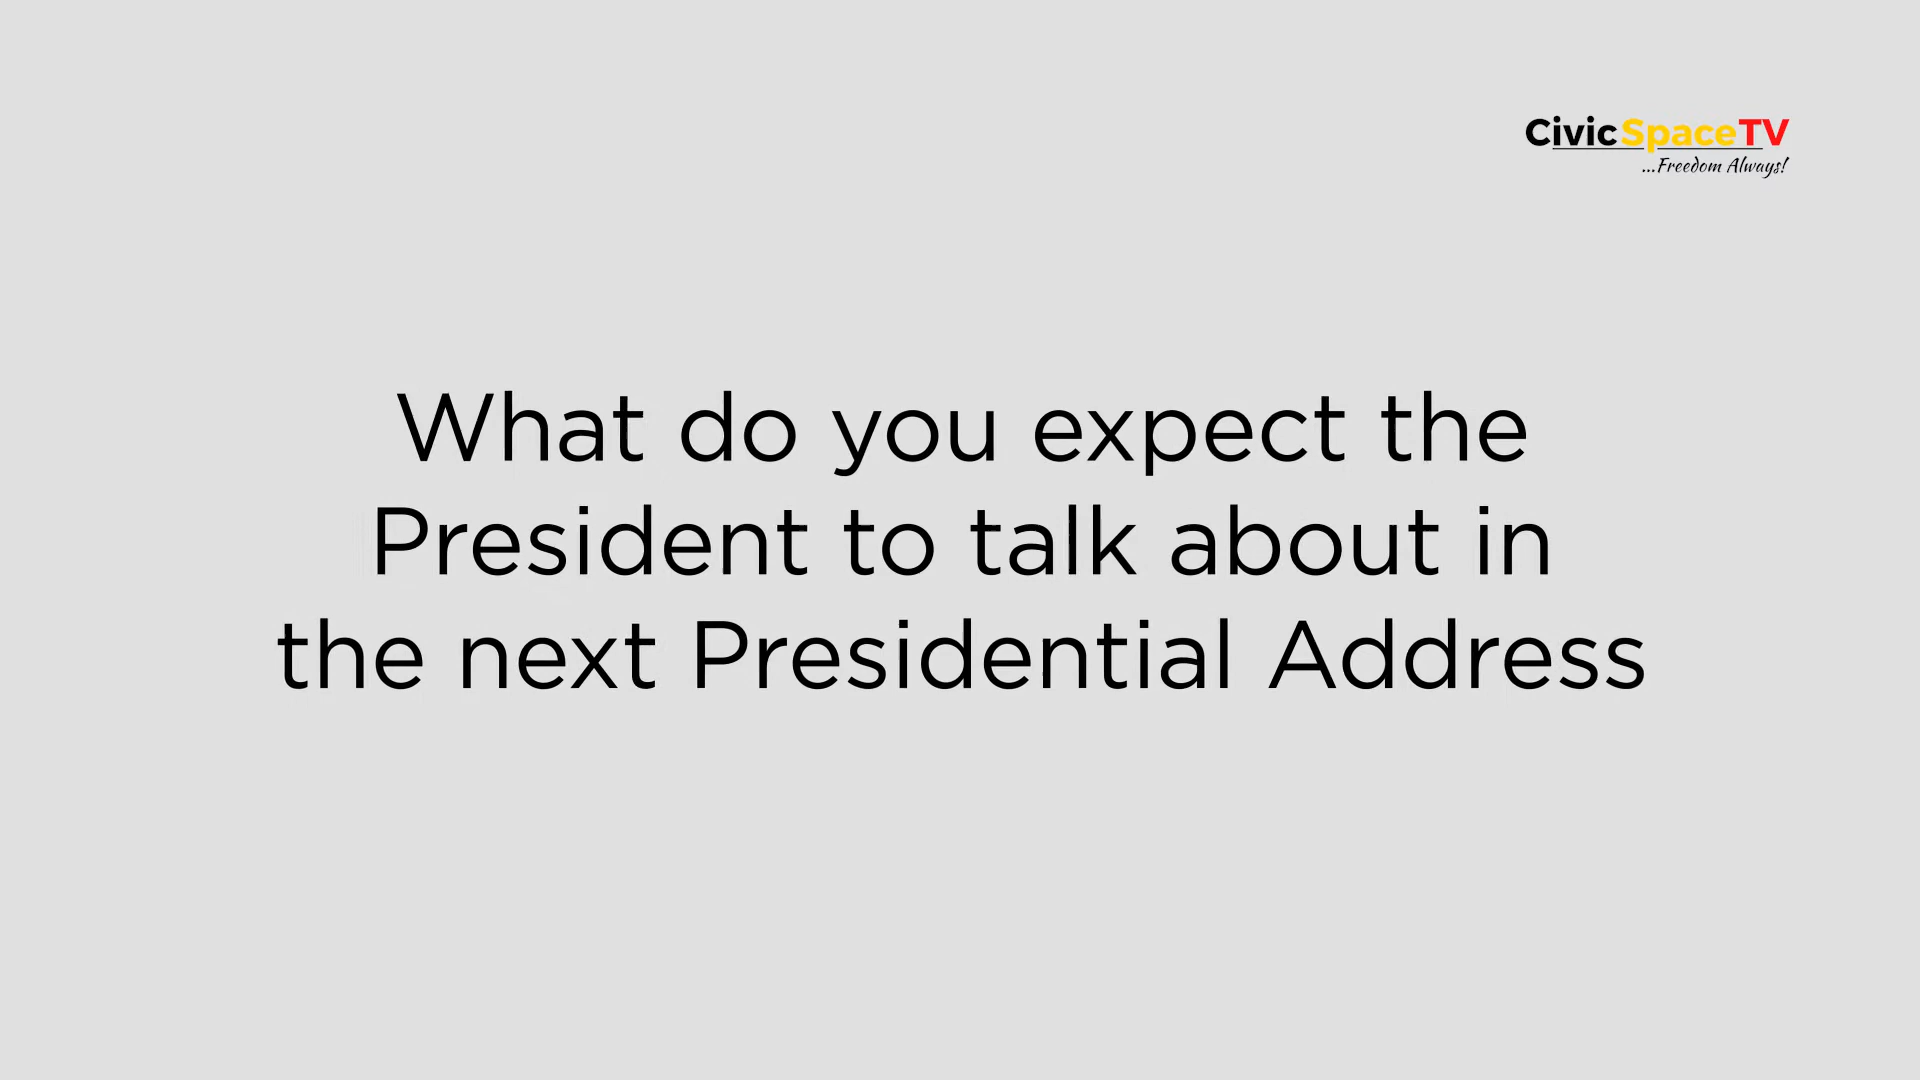 CivicSpaceTV
...Freedom Always!
What do you expect the
President to talk about in
the next Presidential Address